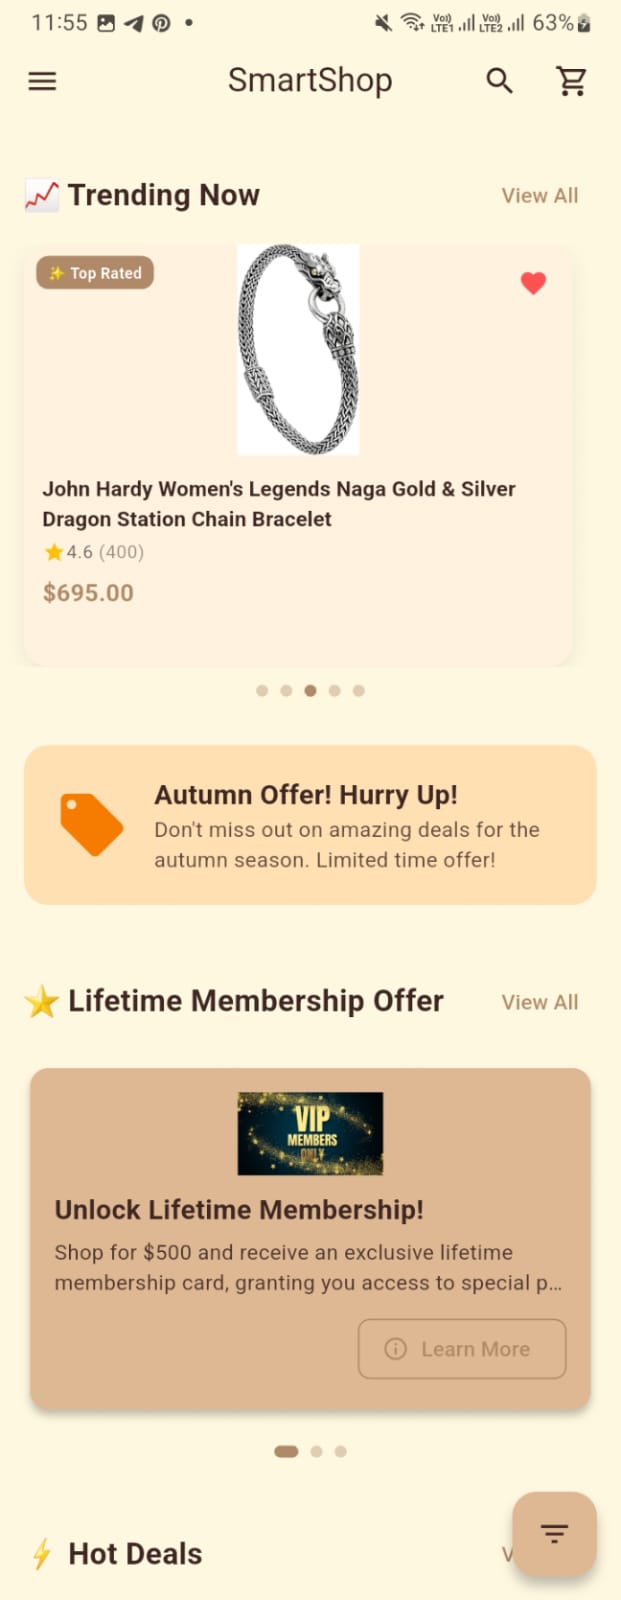 11:55
Vo)) LTE1 Vo)) LTE2 63%
SmartShop
Trending Now View All
Top Rated
John Hardy Women's Legends Naga Gold & Silver
Dragon Station Chain Bracelet
4.6 (400)
$695.00
Autumn Offer! Hurry Up!
Don't miss out on amazing deals for the
autumn season. Limited time offer!
Lifetime Membership Offer View All
VIP
MEMBERS
ONLY
Unlock Lifetime Membership!
Shop for $500 and receive an exclusive lifetime
membership card, granting you access to special p…
Learn More
Hot Deals